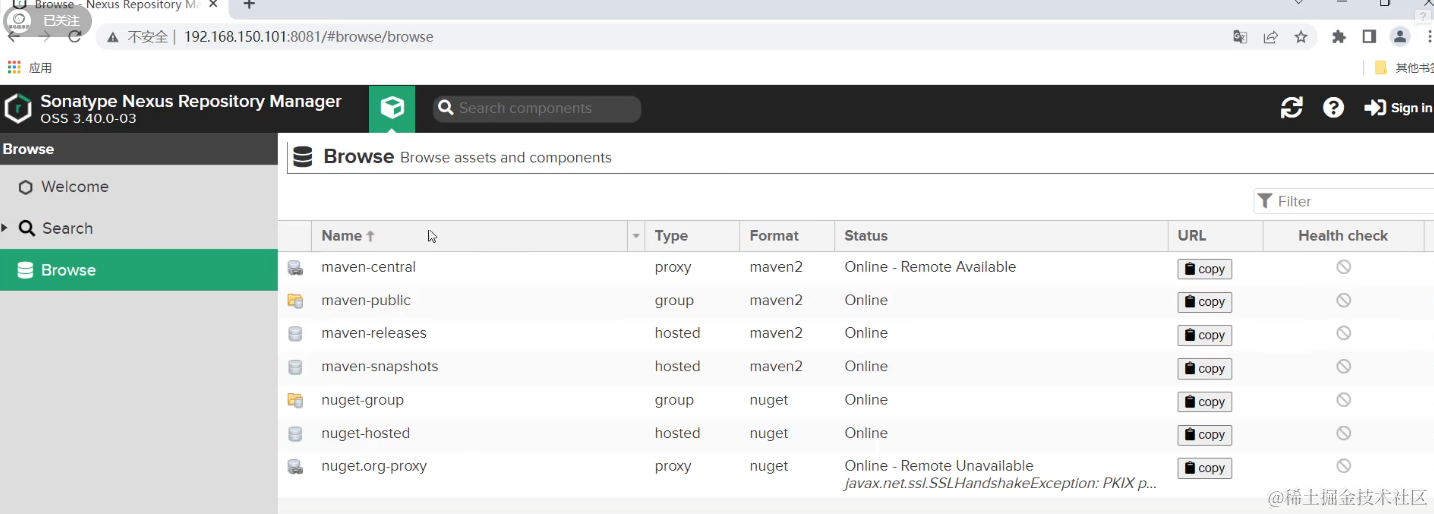 Browse - Nexus Repository Ma
已关注
不安全 | 192.168.150.101:8081/#browse/browse
应用
其他书签
Sonatype Nexus Repository Manager
OSS 3.40.0-03
Search components
Sign in
Browse
Browse Browse assets and components
Welcome
Filter
Search
Name Type Format Status URL Health check
Browse
maven-central proxy maven2 Online - Remote Available copy
maven-public group maven2 Online copy
maven-releases hosted maven2 Online copy
maven-snapshots hosted maven2 Online copy
nuget-group group nuget Online copy
nuget-hosted hosted nuget Online copy
nuget.org-proxy proxy nuget Online - Remote Unavailable copy
javax.net.ssl.SSLHandshakeException: PKIX p...
@稀土掘金技术社区